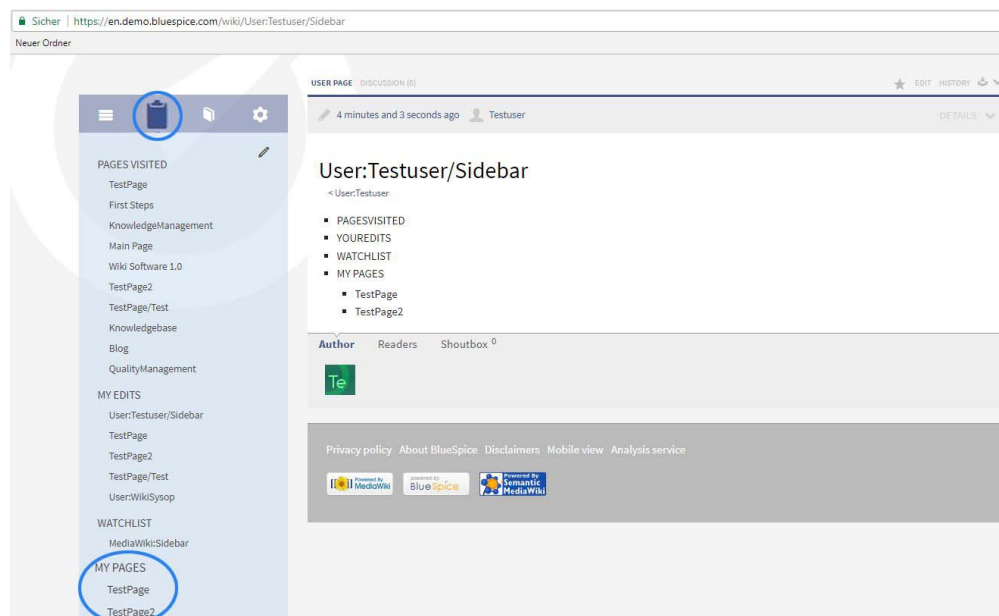 Sicher | https://en.demo.bluespice.com/wiki/User:Testuser/Sidebar
Neuer Ordner
USER PAGE DISCUSSION (0) EDIT HISTORY
4 minutes and 3 seconds ago Testuser DETAILS
PAGES VISITED
TestPage
First Steps
KnowledgeManagement
Main Page
Wiki Software 1.0
TestPage2
TestPage/Test
Knowledgebase
Blog
QualityManagement
MY EDITS
User:Testuser/Sidebar
TestPage
TestPage2
TestPage/Test
User:WikiSysop
WATCHLIST
MediaWiki:Sidebar
MY PAGES
TestPage
TestPage2
User:Testuser/Sidebar
< User:Testuser
PAGESVISITED
YOUREDITS
WATCHLIST
MY PAGES
TestPage
TestPage2
Author Readers Shoutbox 0
Te
Privacy policy About BlueSpice Disclaimers Mobile view Analysis service
Powered By
MediaWiki
powered by
BlueSpice
Powered By
Semantic
MediaWiki